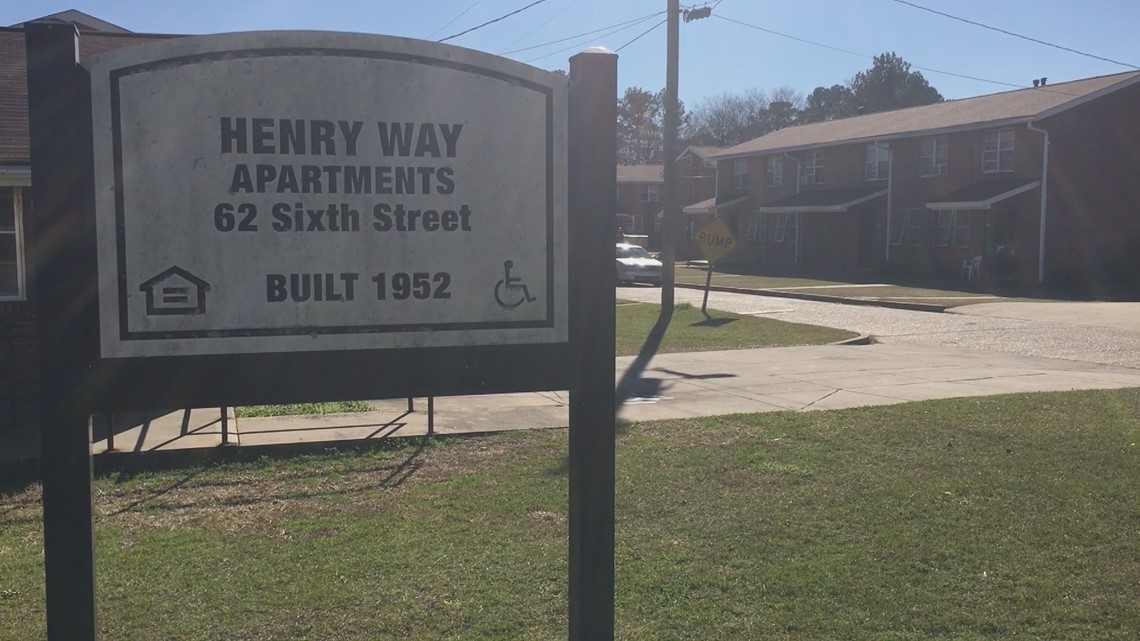 HENRY WAY
APARTMENTS
62 Sixth Street
BUILT 1952
BUMP